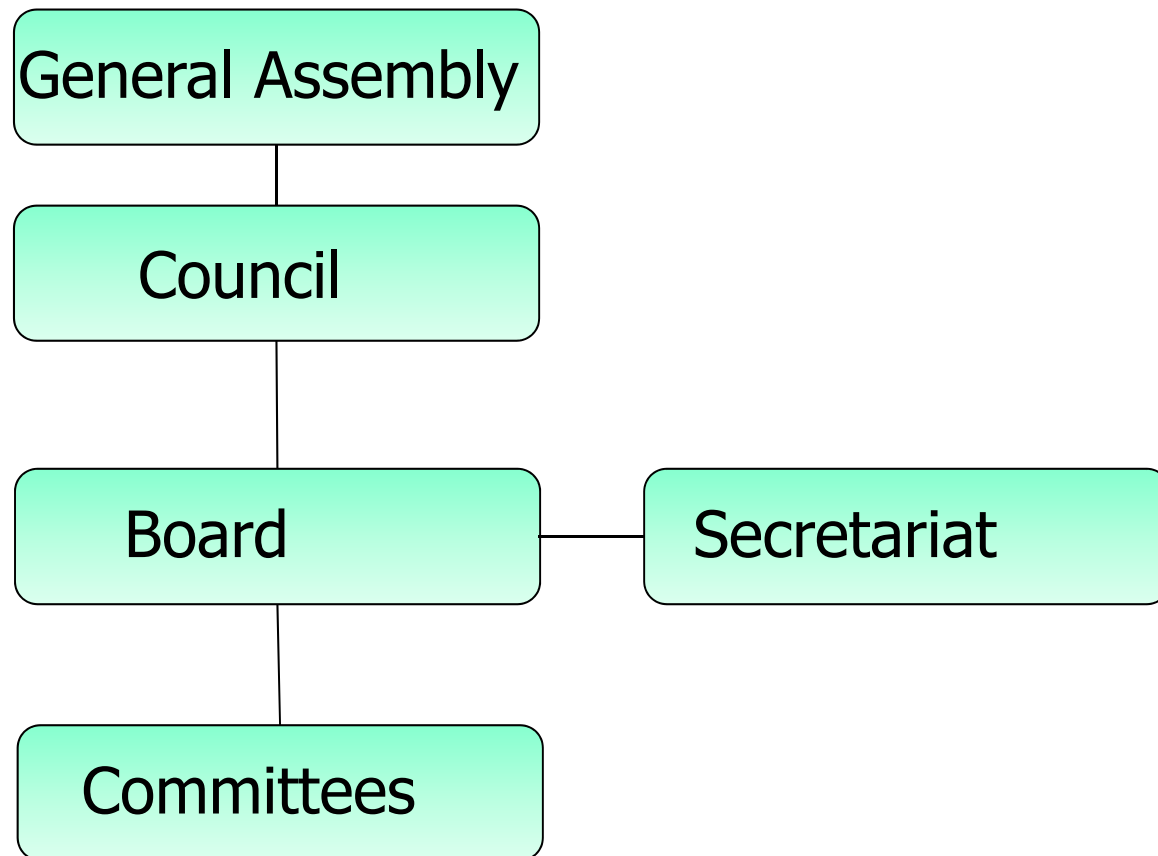 General Assembly
Council
Board
Secretariat
Committees